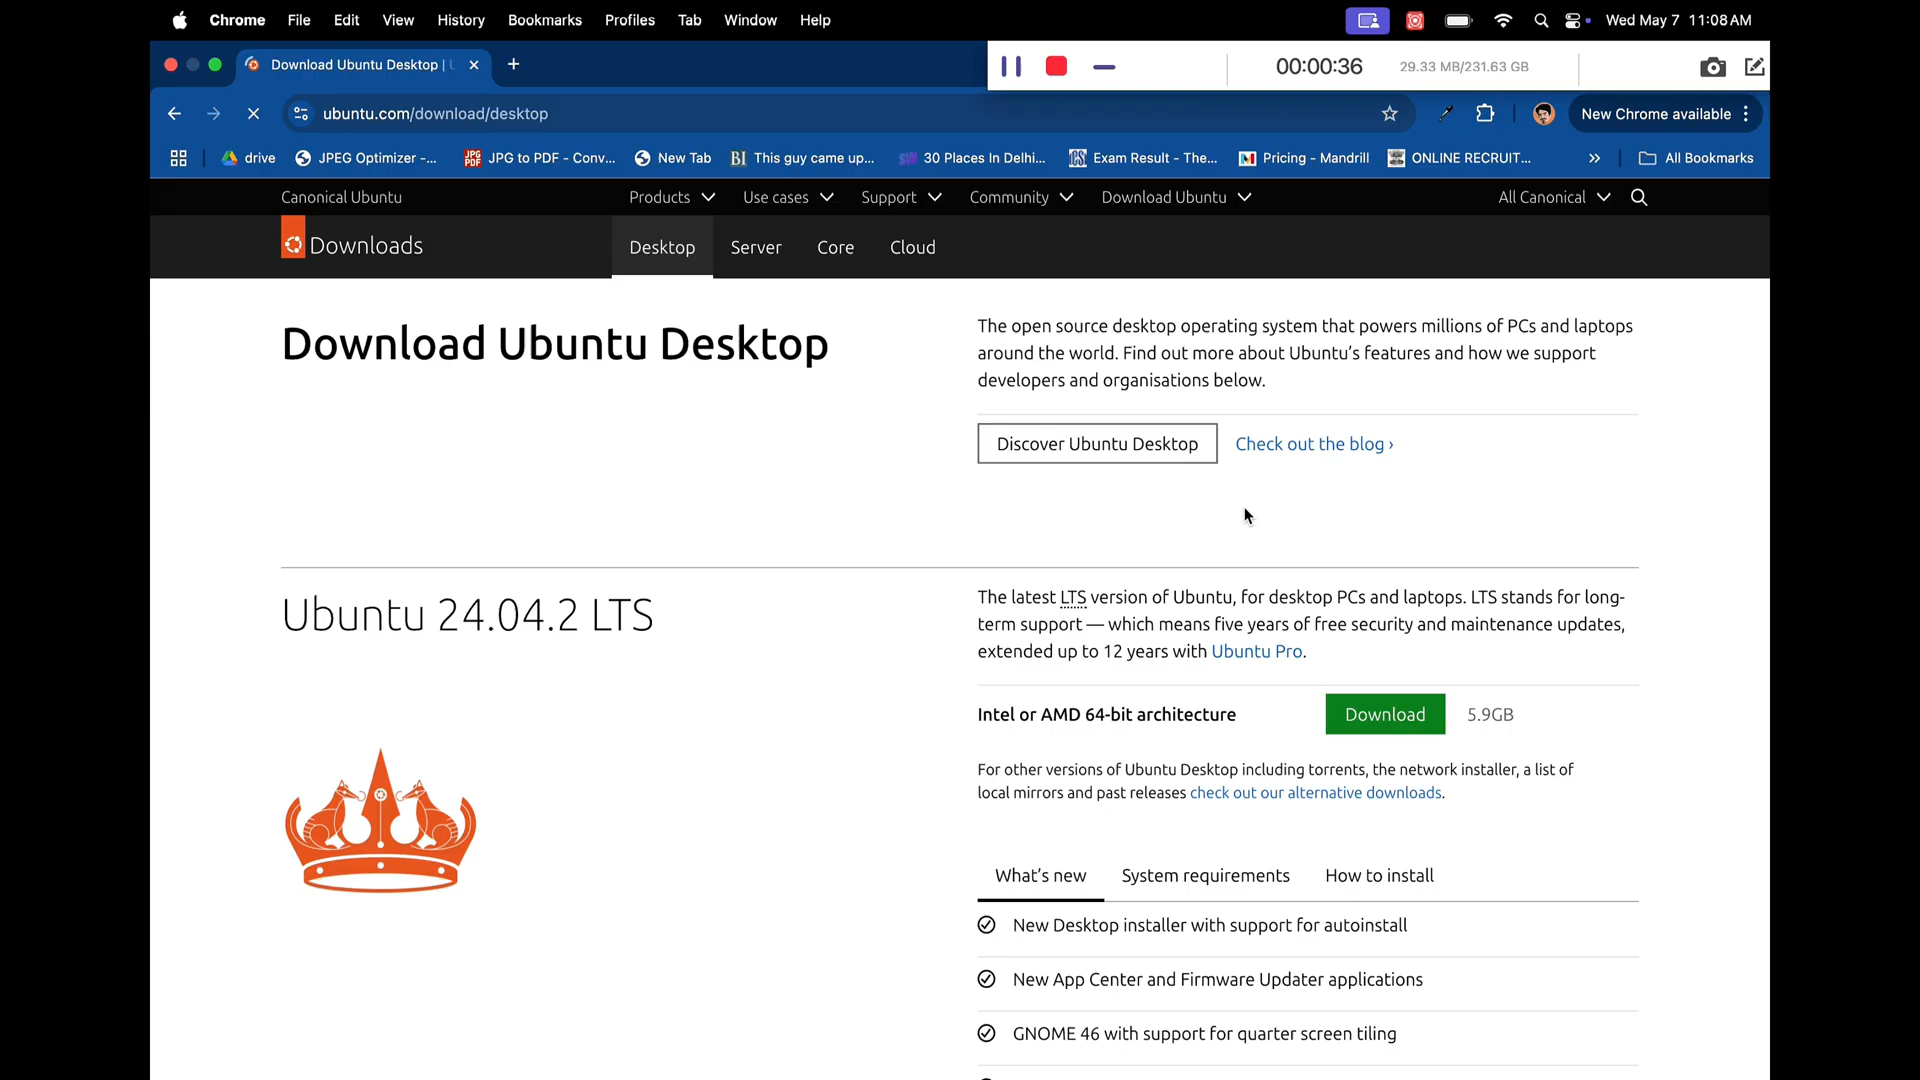 Chrome File Edit View History Bookmarks Profiles Tab Window Help Wed May 7 11:08 AM
Download Ubuntu Desktop |
00:00:36 29.33 MB/231.63 GB
ubuntu.com/download/desktop New Chrome available
drive JPEG Optimizer -... JPG to PDF - Conv... New Tab BI This guy came up... 30 Places In Delhi... Exam Result - The... Pricing - Mandrill ONLINE RECRUIT... » All Bookmarks
Canonical Ubuntu Products Use cases Support Community Download Ubuntu All Canonical
Downloads Desktop Server Core Cloud
Download Ubuntu Desktop
The open source desktop operating system that powers millions of PCs and laptops
around the world. Find out more about Ubuntu’s features and how we support
developers and organisations below.
Discover Ubuntu Desktop Check out the blog ›
Ubuntu 24.04.2 LTS
The latest LTS version of Ubuntu, for desktop PCs and laptops. LTS stands for long-
term support — which means five years of free security and maintenance updates,
extended up to 12 years with Ubuntu Pro.
Intel or AMD 64-bit architecture Download 5.9GB
For other versions of Ubuntu Desktop including torrents, the network installer, a list of
local mirrors and past releases check out our alternative downloads.
What’s new System requirements How to install
New Desktop installer with support for autoinstall
New App Center and Firmware Updater applications
GNOME 46 with support for quarter screen tiling